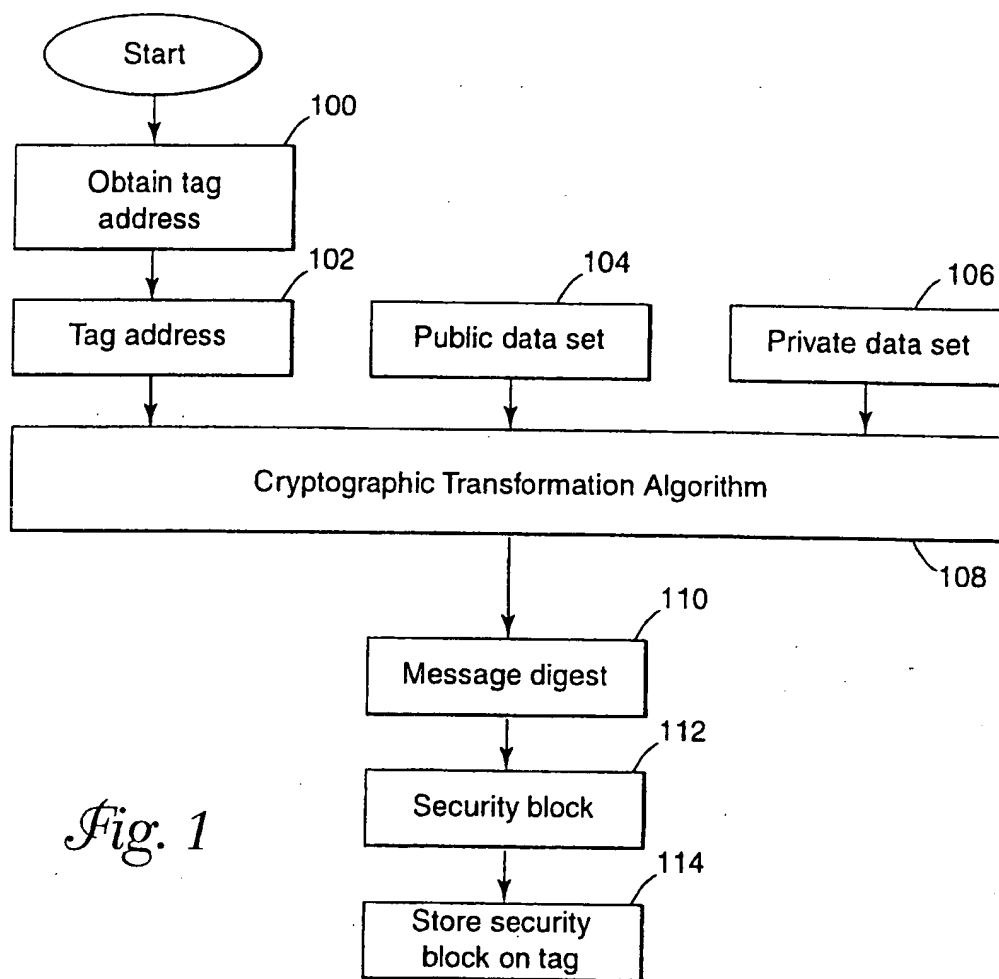 Start
100
Obtain tag
address
102
104
106
Tag address
Public data set
Private data set
Cryptographic Transformation Algorithm
108
110
Message digest
112
Security block
Fig. 1
114
Store security
block on tag